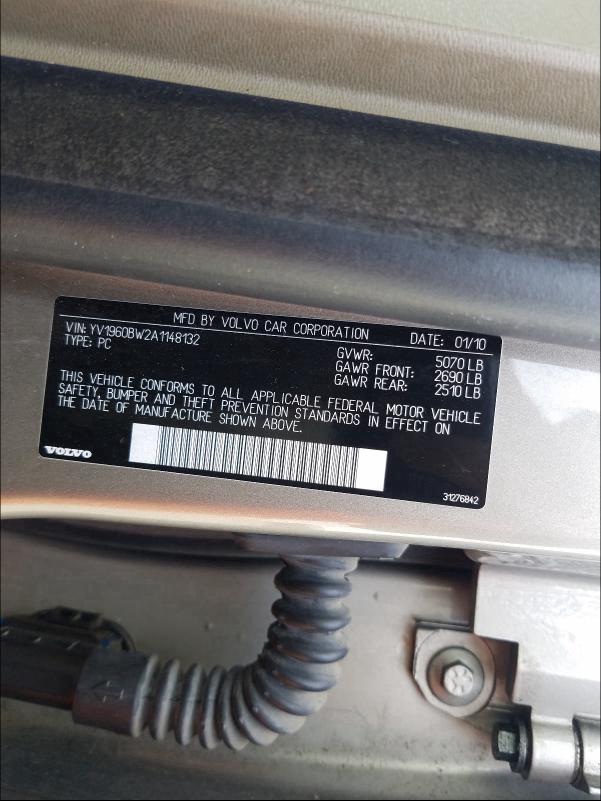 MFD BY VOLVO CAR CORPORATION
VIN: YV1960BW2A1148132 DATE: 01/10
TYPE: PC
GVWR: 5070 LB
GAWR FRONT: 2690 LB
GAWR REAR: 2510 LB
THIS VEHICLE CONFORMS TO ALL APPLICABLE FEDERAL MOTOR VEHICLE
SAFETY, BUMPER AND THEFT PREVENTION STANDARDS IN EFFECT ON
THE DATE OF MANUFACTURE SHOWN ABOVE.
VOLVO
31276842